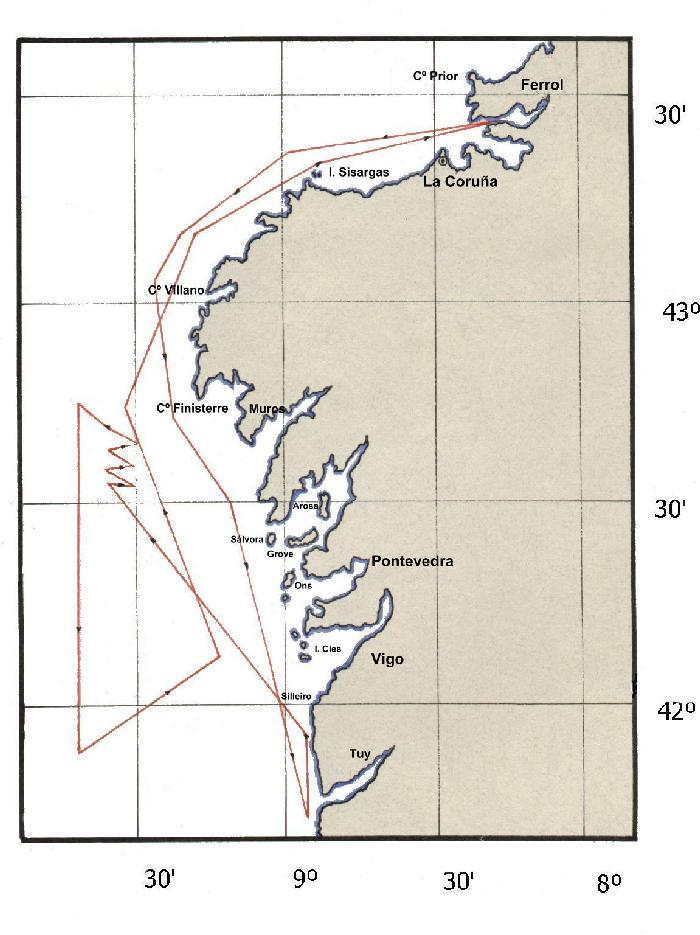 Cº Prior
Ferrol
30'
I. Sisargas
La Coruña
Cº Villano
43º
Cº Finisterre
Muros
Arosa
30'
Sálvora
Grove
Pontevedra
Ons
I. Cies
Vigo
Silleiro
42º
Tuy
30'
9º
30'
8º